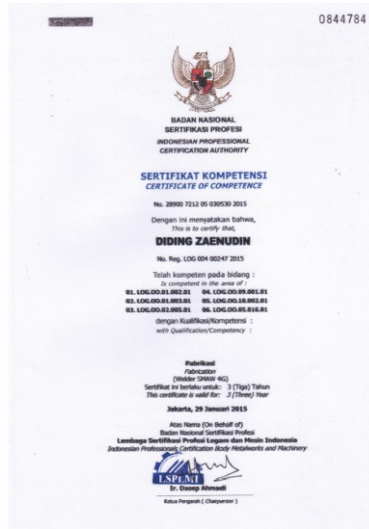 0844784
BADAN NASIONAL
SERTIFIKASI PROFESI
INDONESIAN PROFESSIONAL
CERTIFICATION AUTHORITY
SERTIFIKAT KOMPETENSI
CERTIFICATE OF COMPETENCE
No. 28900 7212 05 030530 2015
Dengan ini menyatakan bahwa,
This is to certify that,
DIDING ZAENUDIN
No. Reg. LOG 004 00247 2015
Telah kompeten pada bidang :
Is competent in the area of :
01. LOG.OO.01.002.01 04. LOG.OO.09.001.01
02. LOG.OO.01.003.01 05. LOG.OO.18.002.01
03. LOG.OO.02.005.01 06. LOG.OO.05.016.01
dengan Kualifikasi/Kompetensi :
with Qualification/Competency :
Pabrikasi
Fabrication
(Welder SMAW 4G)
Sertifikat ini berlaku untuk: 3 (Tiga) Tahun
This certificate is valid for: 3 (Three) Year
Jakarta, 29 Januari 2015
Atas Nama (On Behalf of)
Badan Nasional Sertifikasi Profesi
Lembaga Sertifikasi Profesi Logam dan Mesin Indonesia
Indonesian Professionals Certification Body Metalworks and Machinery
LSPLMI
Ir. Dasep Ahmadi
Ketua Pengarah ( Chairperson )